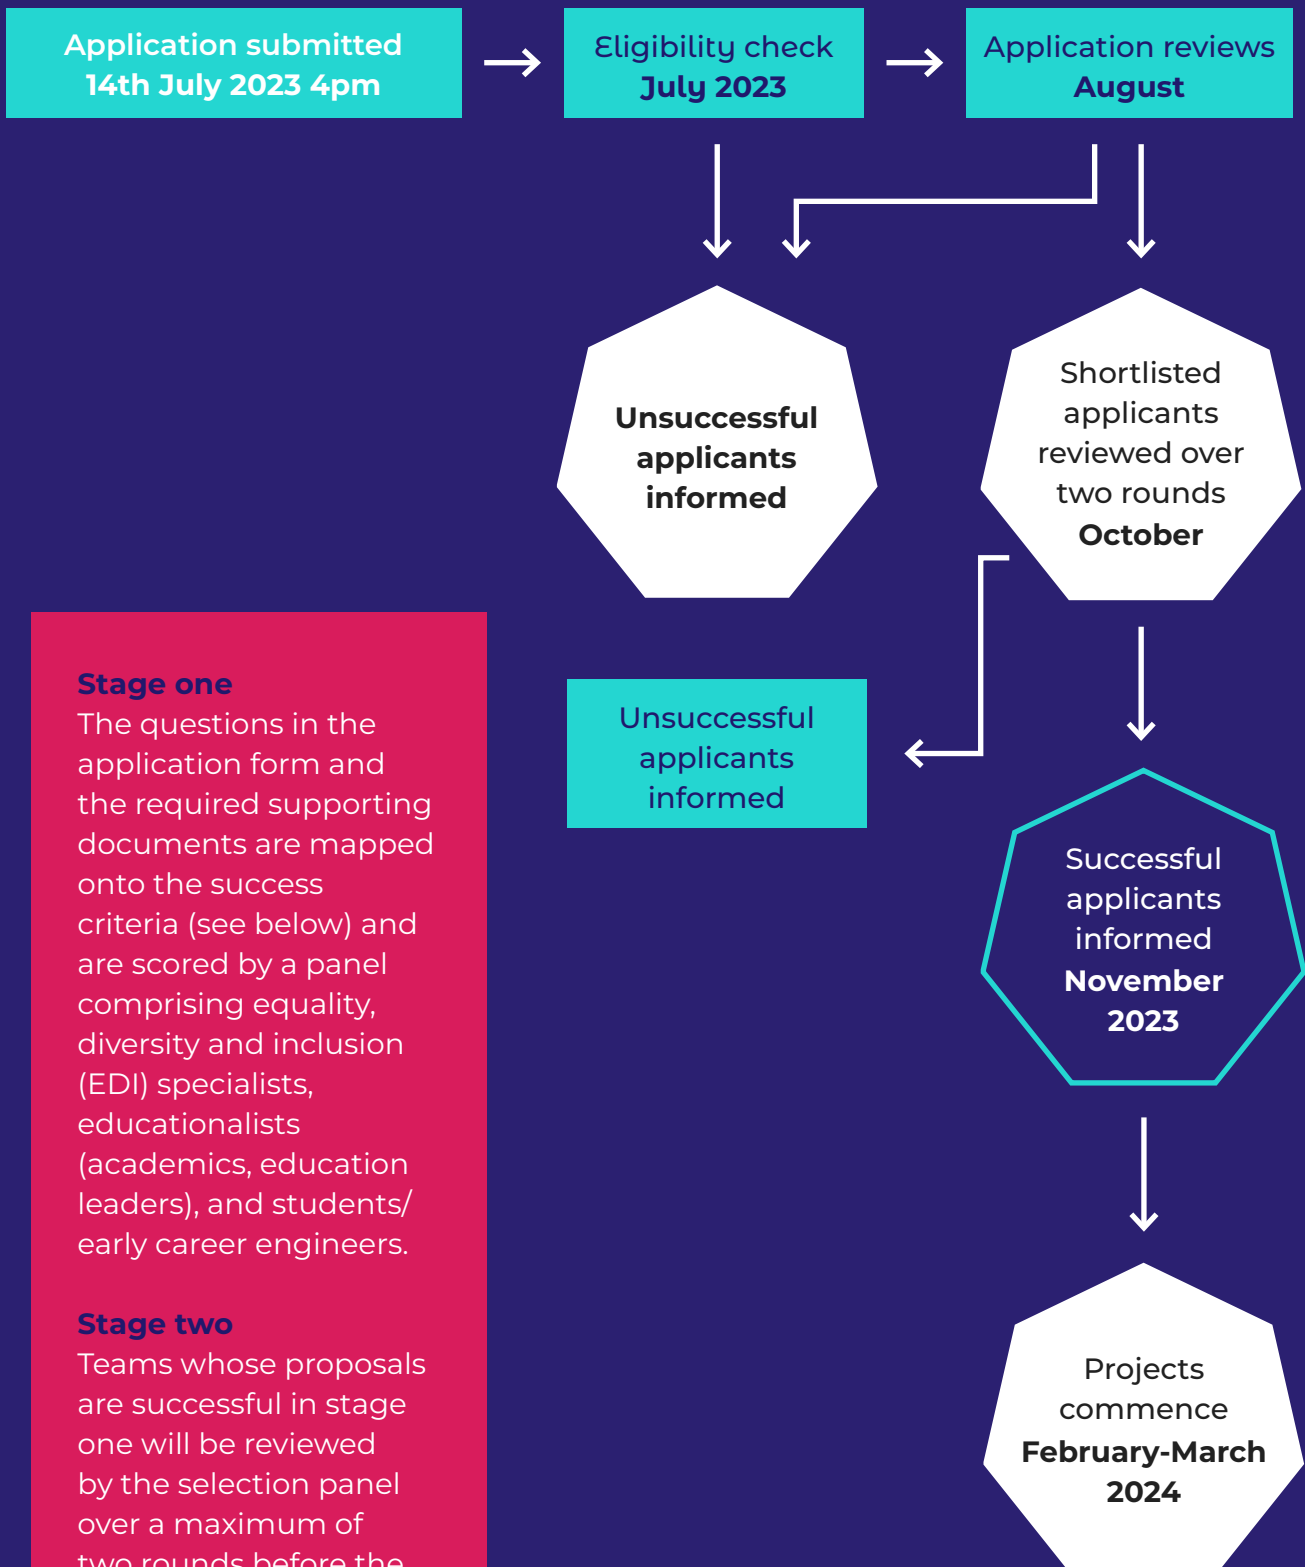 Application submitted
14th July 2023 4pm
Eligibility check
July 2023
Application reviews
August
Unsuccessful
applicants
informed
Shortlisted
applicants
reviewed over
two rounds
October
Unsuccessful
applicants
informed
Successful
applicants
informed
November
2023
Projects
commence
February-March
2024
Stage one
The questions in the
application form and
the required supporting
documents are mapped
onto the success
criteria (see below) and
are scored by a panel
comprising equality,
diversity and inclusion
(EDI) specialists,
educationalists
(academics, education
leaders), and students/
early career engineers.
Stage two
Teams whose proposals
are successful in stage
one will be reviewed
by the selection panel
over a maximum of
two rounds before the